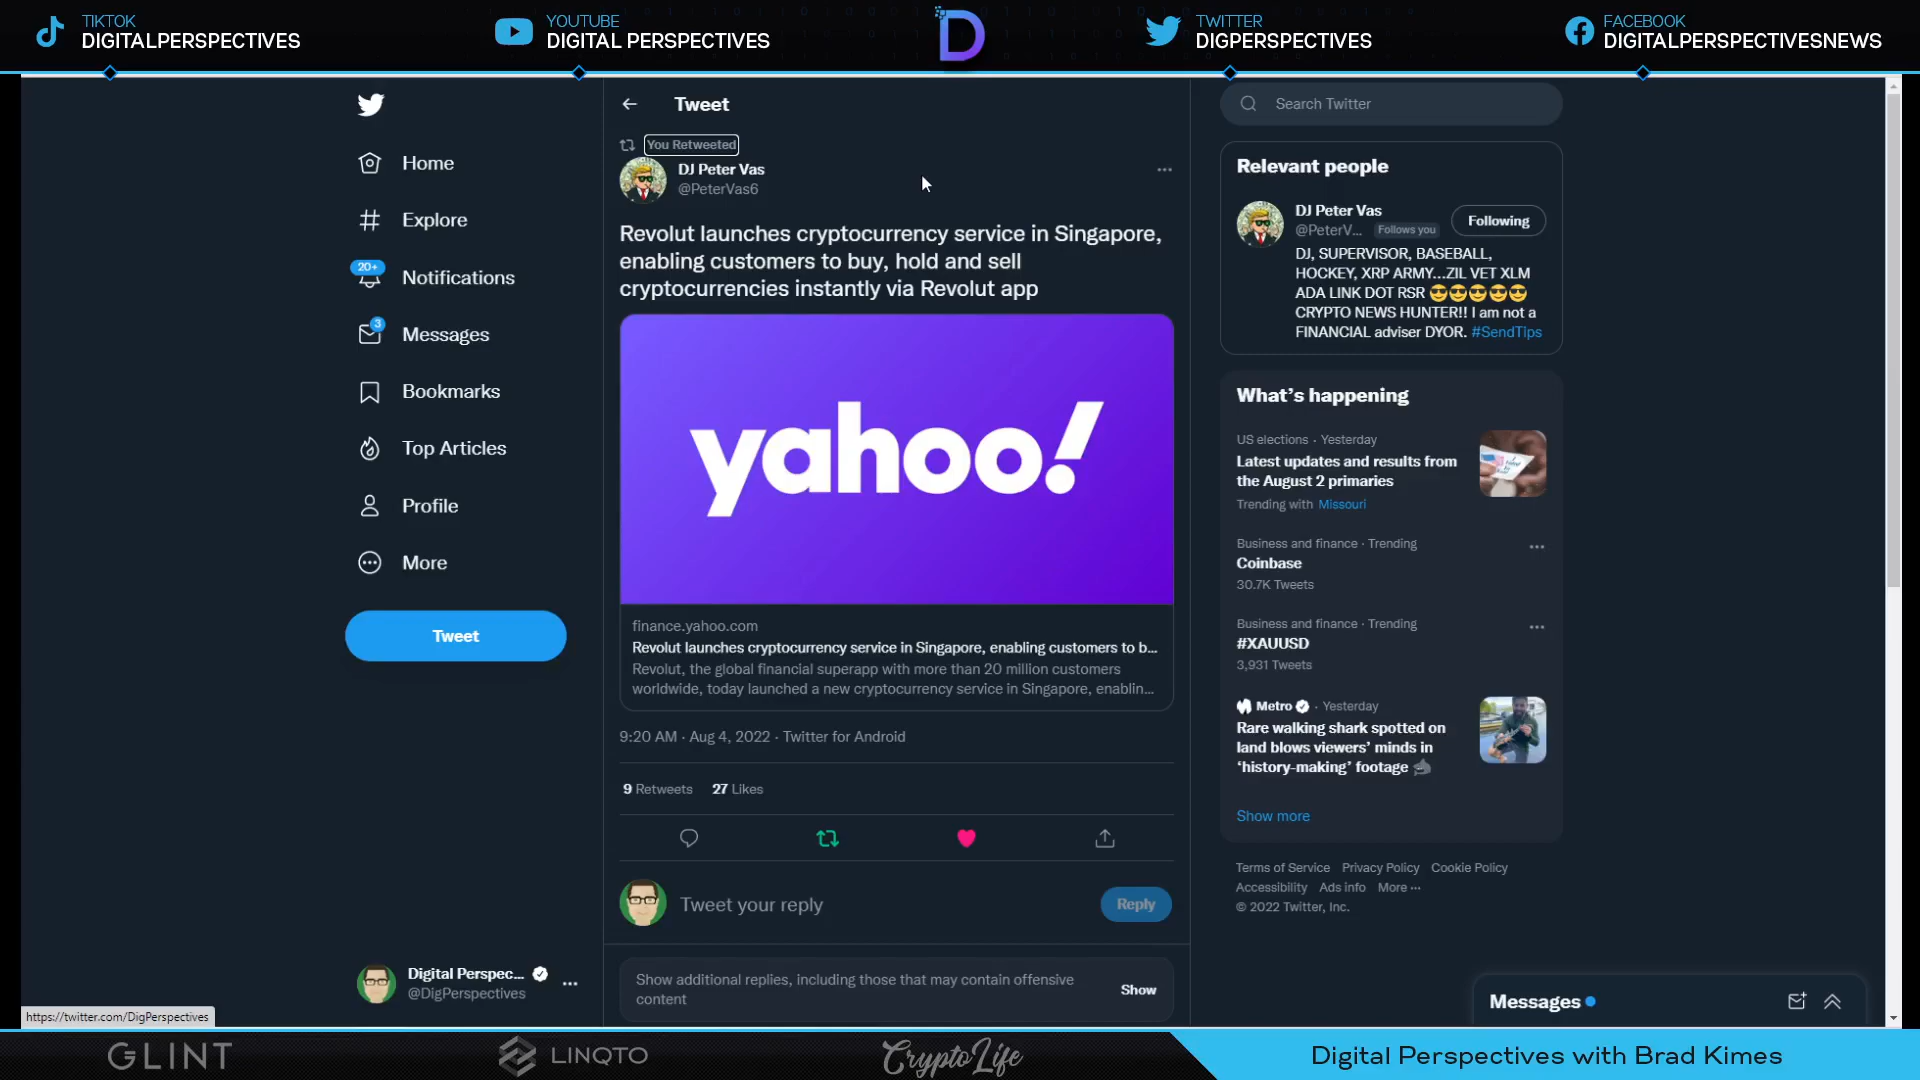 TIKTOK
DIGITALPERSPECTIVES
YOUTUBE
DIGITAL PERSPECTIVES
D
TWITTER
DIGPERSPECTIVES
FACEBOOK
DIGITALPERSPECTIVESNEWS
Home
Explore
20+
Notifications
3
Messages
Bookmarks
Top Articles
Profile
More
Tweet
Digital Perspec...
@DigPerspectives
https://twitter.com/DigPerspectives
Tweet
You Retweeted
DJ Peter Vas
@PeterVas6
Revolut launches cryptocurrency service in Singapore,
enabling customers to buy, hold and sell
cryptocurrencies instantly via Revolut app
yahoo!
finance.yahoo.com
Revolut launches cryptocurrency service in Singapore, enabling customers to b...
Revolut, the global financial superapp with more than 20 million customers
worldwide, today launched a new cryptocurrency service in Singapore, enablin...
9:20 AM · Aug 4, 2022 · Twitter for Android
9 Retweets 27 Likes
Tweet your reply
Reply
Show additional replies, including those that may contain offensive
content
Show
Search Twitter
Relevant people
DJ Peter Vas
@PeterV... Follows you
Following
DJ, SUPERVISOR, BASEBALL,
HOCKEY, XRP ARMY...ZIL VET XLM
ADA LINK DOT RSR 😎😎😎😎😎
CRYPTO NEWS HUNTER!! I am not a
FINANCIAL adviser DYOR. #SendTips
What's happening
US elections · Yesterday
Latest updates and results from
the August 2 primaries
Trending with Missouri
Business and finance · Trending
Coinbase
30.7K Tweets
Business and finance · Trending
#XAUUSD
3,931 Tweets
Metro · Yesterday
Rare walking shark spotted on
land blows viewers' minds in
'history-making' footage 🦈
Show more
Terms of Service Privacy Policy Cookie Policy
Accessibility Ads info More ···
© 2022 Twitter, Inc.
Messages
GLINT
LINQTO
CryptoLife
Digital Perspectives with Brad Kimes